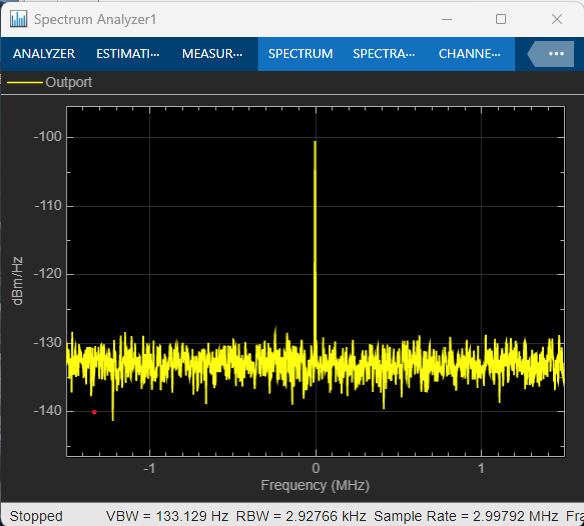 Spectrum Analyzer1
ANALYZER ESTIMATI... MEASUR... SPECTRUM SPECTRA... CHANNE... ...
Outport
-100
-110
-120
-130
-140
dBm/Hz
-1 0 1
Frequency (MHz)
Stopped VBW = 133.129 Hz RBW = 2.92766 kHz Sample Rate = 2.99792 MHz Fra